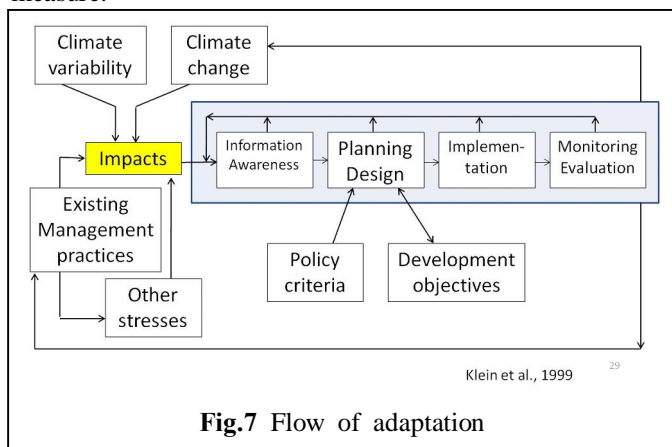 measure.
Climate
variability
Climate
change
Impacts
Information
Awareness
Planning
Design
Implemen-
tation
Monitoring
Evaluation
Existing
Management
practices
Other
stresses
Policy
criteria
Development
objectives
Klein et al., 1999
29
Fig.7 Flow of adaptation